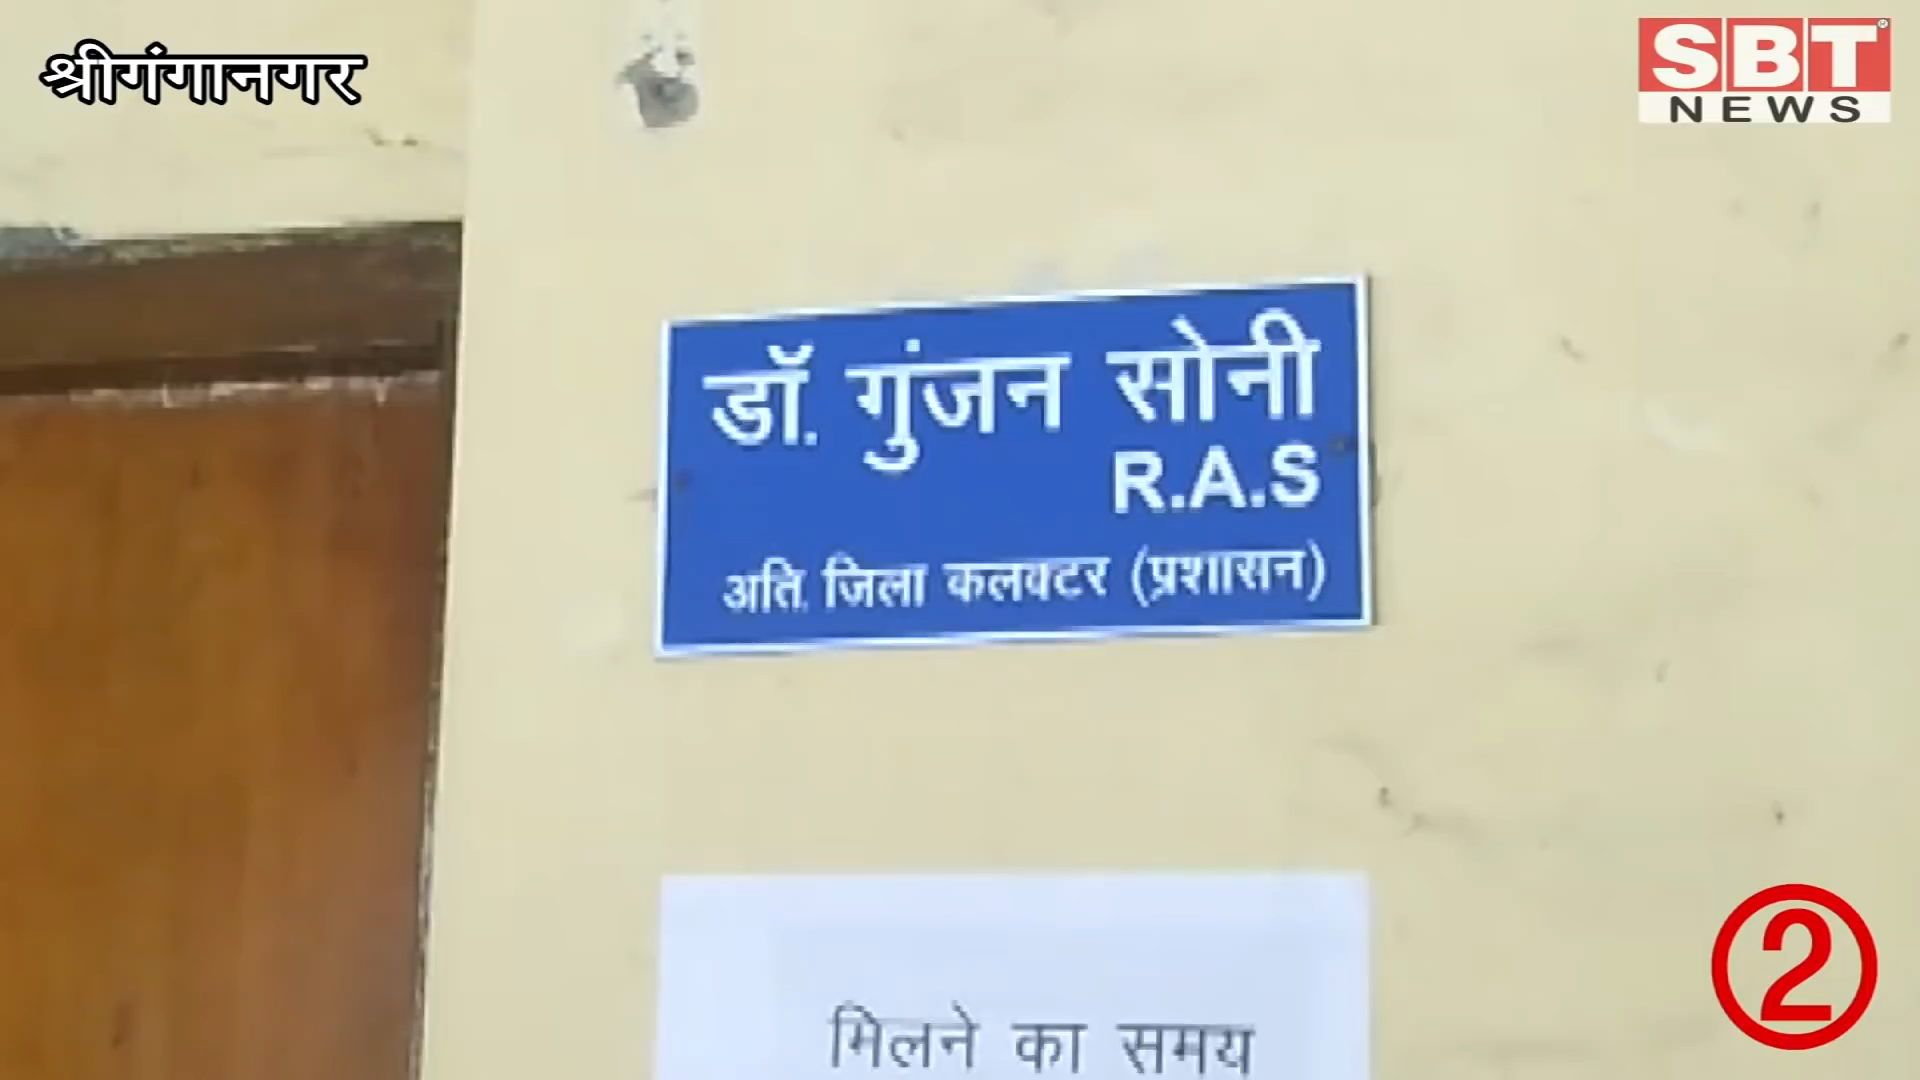 श्रीगंगानगर
SBT
NEWS
डॉ. गुंजन सोनी
R.A.S
अति. जिला कलक्टर (प्रशासन)
मिलने का समय
2